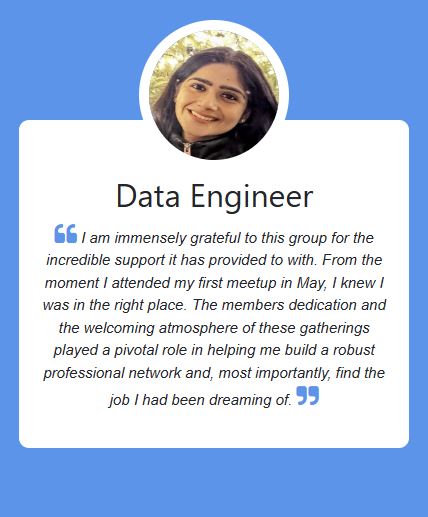 Data Engineer
❝ I am immensely grateful to this group for the
incredible support it has provided to with. From the
moment I attended my first meetup in May, I knew I
was in the right place. The members dedication and
the welcoming atmosphere of these gatherings
played a pivotal role in helping me build a robust
professional network and, most importantly, find the
job I had been dreaming of. ❞